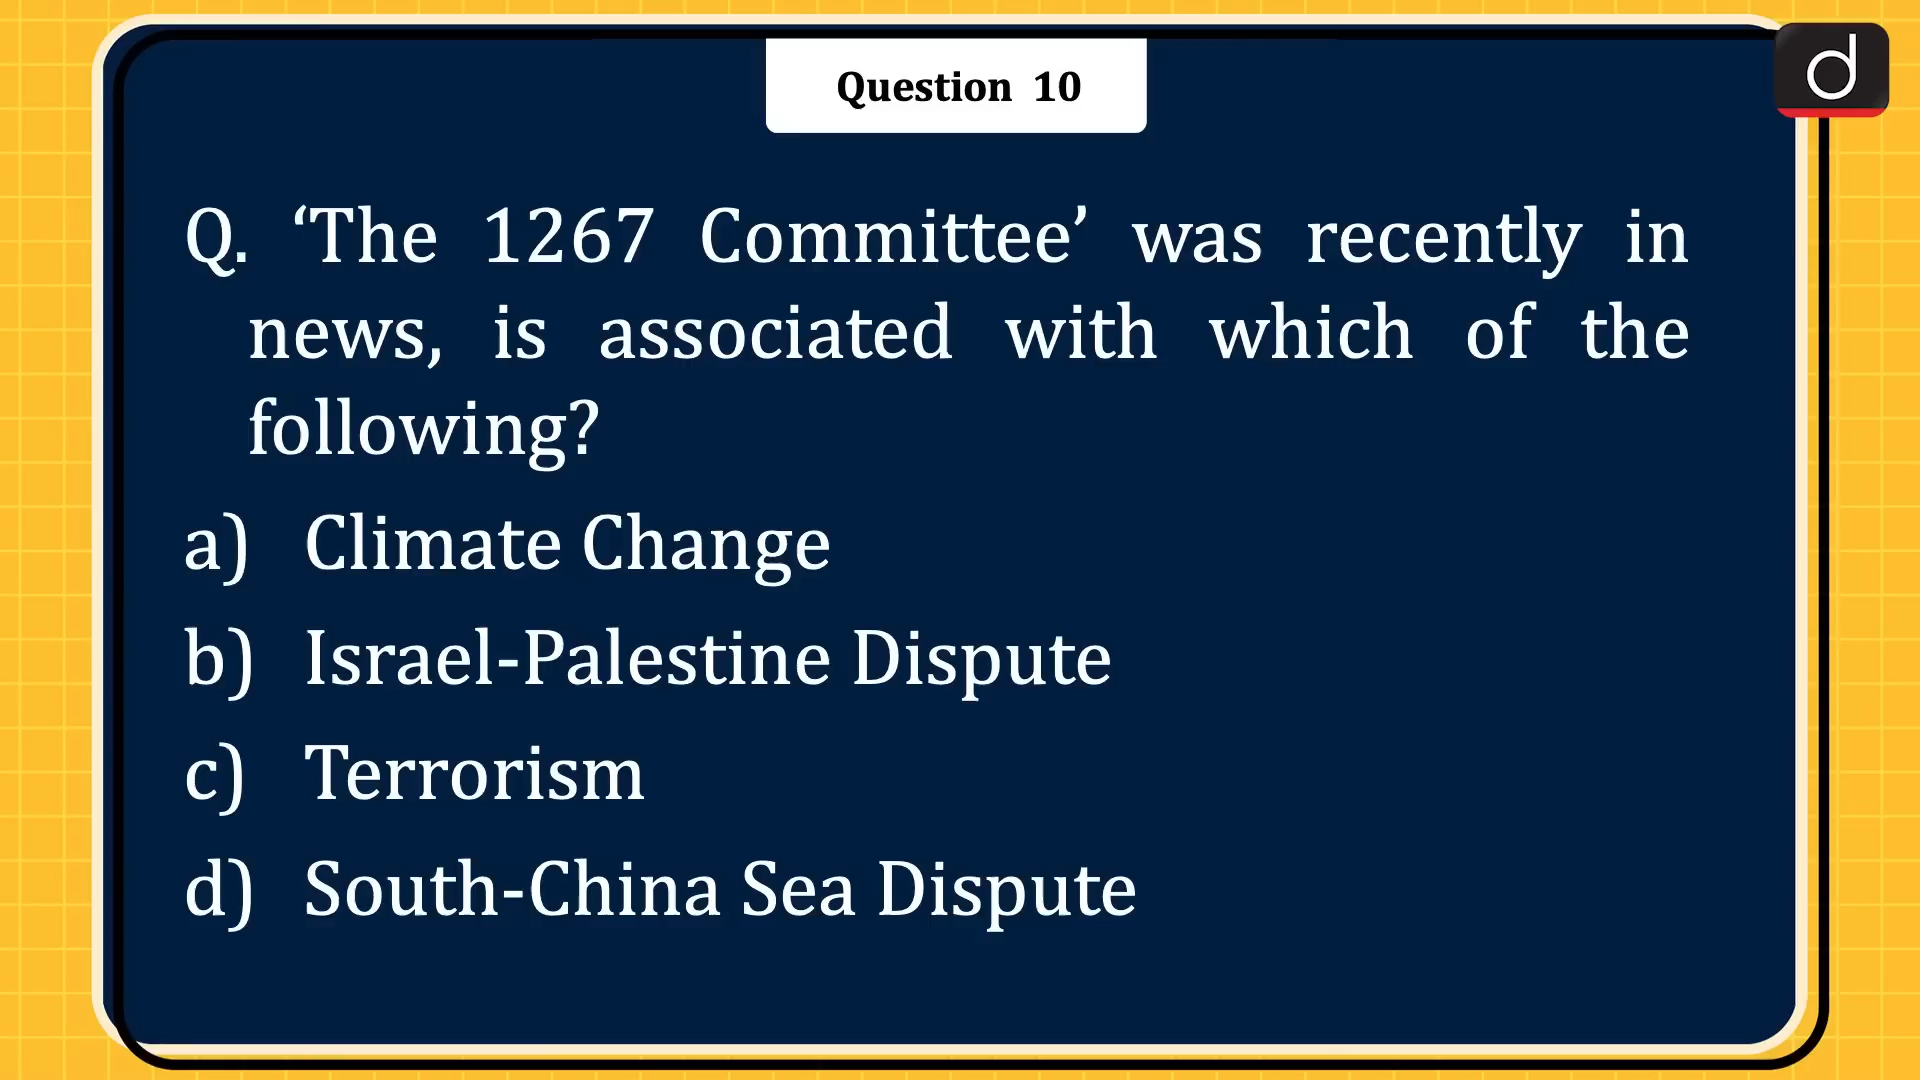 Question 10
Q. ‘The 1267 Committee’ was recently in
news, is associated with which of the
following?
a) Climate Change
b) Israel-Palestine Dispute
c) Terrorism
d) South-China Sea Dispute